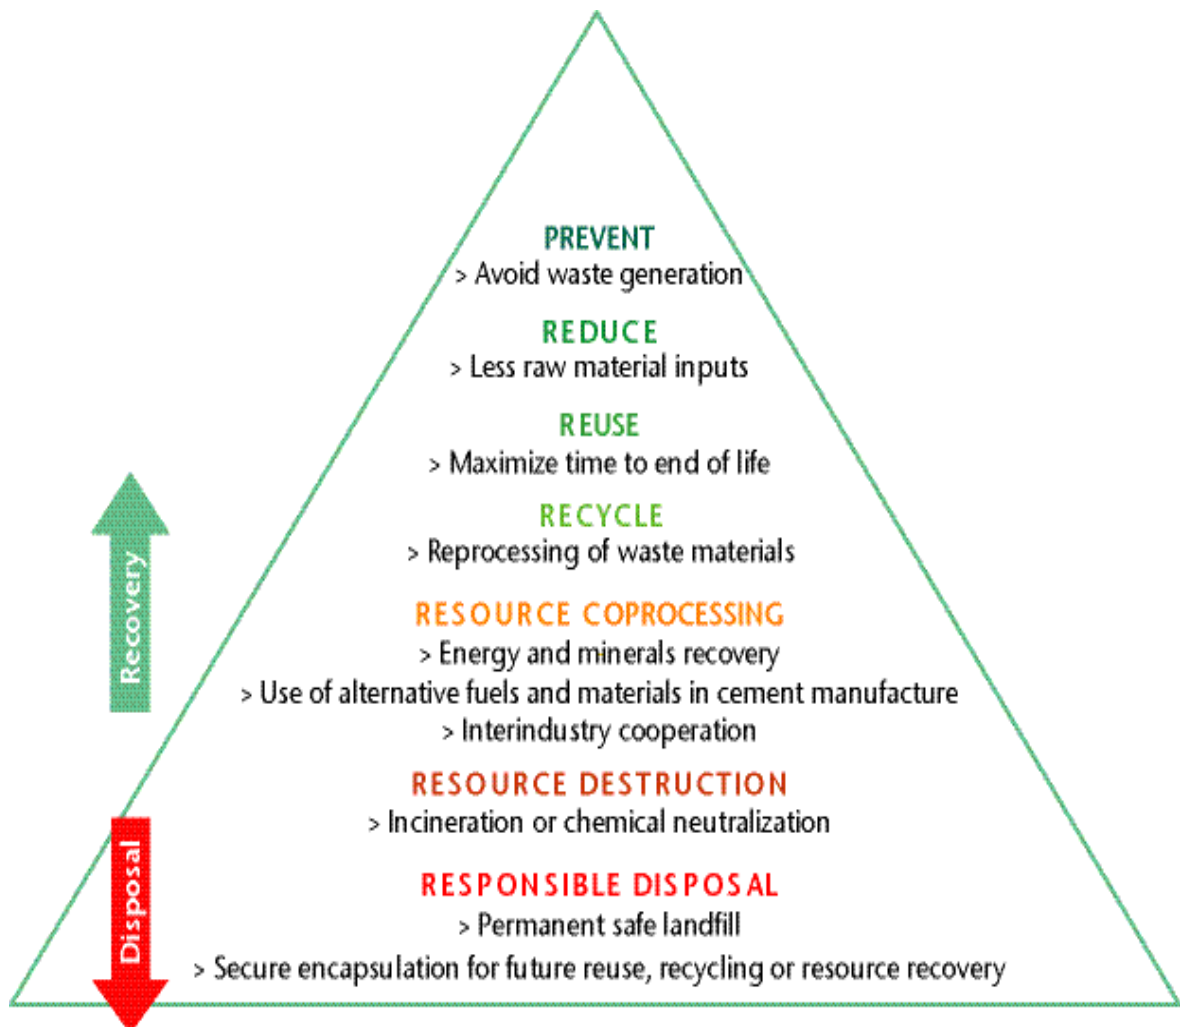 PREVENT
> Avoid waste generation
REDUCE
> Less raw material inputs
REUSE
> Maximize time to end of life
RECYCLE
> Reprocessing of waste materials
RESOURCE COPROCESSING
> Energy and minerals recovery
> Use of alternative fuels and materials in cement manufacture
> Interindustry cooperation
RESOURCE DESTRUCTION
> Incineration or chemical neutralization
RESPONSIBLE DISPOSAL
> Permanent safe landfill
> Secure encapsulation for future reuse, recycling or resource recovery
Recovery
Disposal